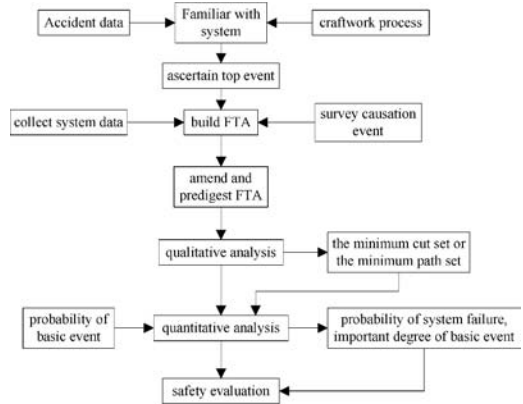 Accident data
Familiar with
system
craftwork process
ascertain top event
collect system data
build FTA
survey causation
event
amend and
predigest FTA
qualitative analysis
the minimum cut set or
the minimum path set
probability of
basic event
quantitative analysis
probability of system failure,
important degree of basic event
safety evaluation